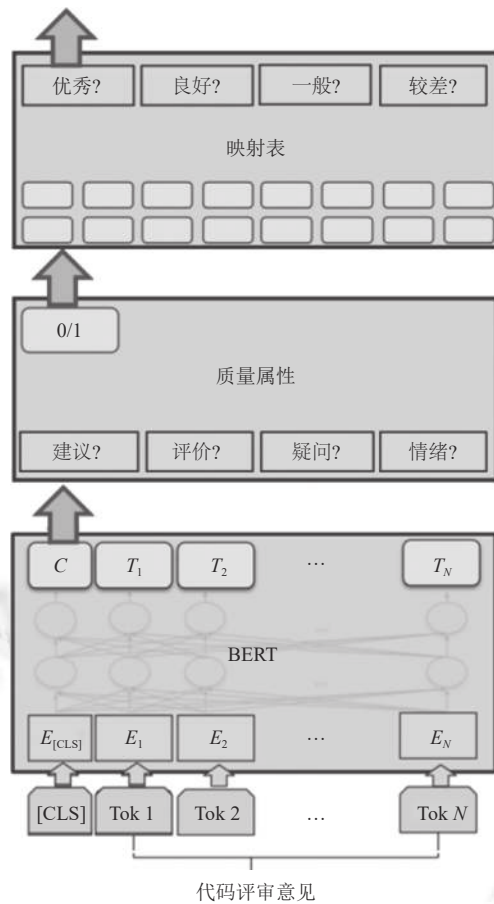 优秀? 良好? 一般? 较差?
映射表
0/1
质量属性
建议? 评价? 疑问? 情绪?
C T1 T2 … TN
BERT
E[CLS] E1 E2 … EN
[CLS] Tok 1 Tok 2 … Tok N
代码评审意见